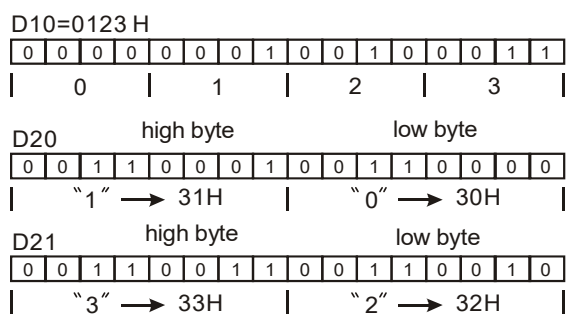 D10=0123 H
0 0 0 0 0 0 0 1 0 0 1 0 0 0 1 1
0 1 2 3
D20 high byte low byte
0 0 1 1 0 0 0 1 0 0 1 1 0 0 0 0
"1" → 31H "0" → 30H
D21 high byte low byte
0 0 1 1 0 0 1 1 0 0 1 1 0 0 1 0
"3" → 33H "2" → 32H